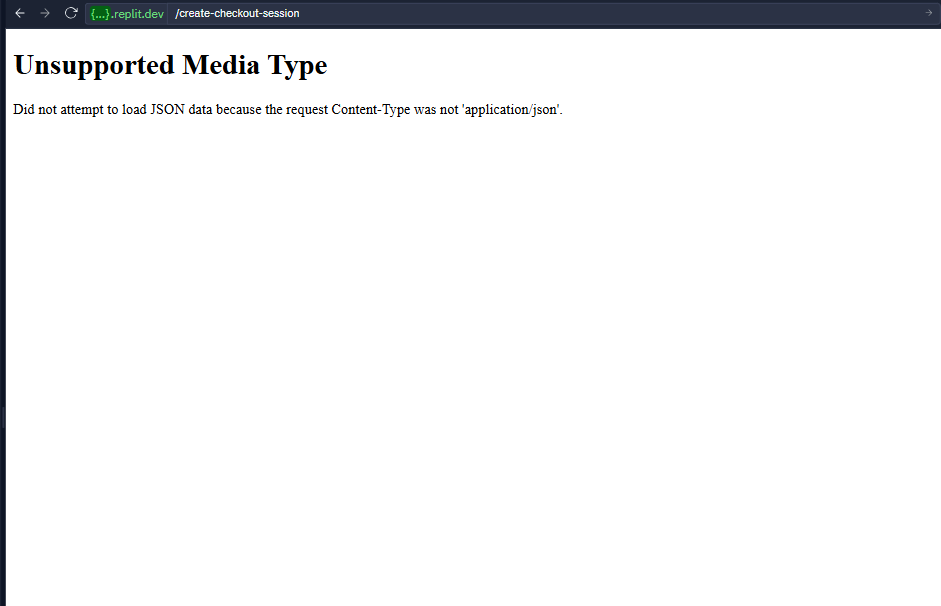 {...}.replit.dev /create-checkout-session
Unsupported Media Type
Did not attempt to load JSON data because the request Content-Type was not 'application/json'.